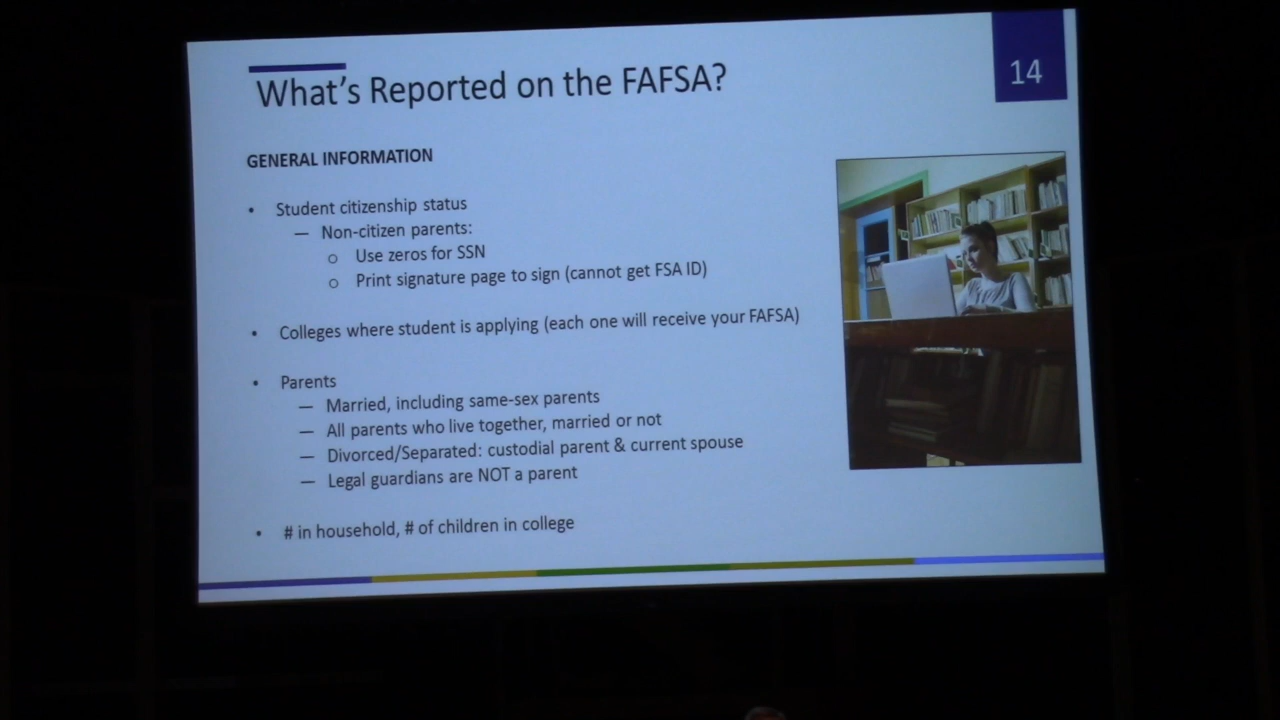 What's Reported on the FAFSA?
14
GENERAL INFORMATION
• Student citizenship status
— Non-citizen parents:
o Use zeros for SSN
o Print signature page to sign (cannot get FSA ID)
• Colleges where student is applying (each one will receive your FAFSA)
• Parents
— Married, including same-sex parents
— All parents who live together, married or not
— Divorced/Separated: custodial parent & current spouse
— Legal guardians are NOT a parent
• # in household, # of children in college